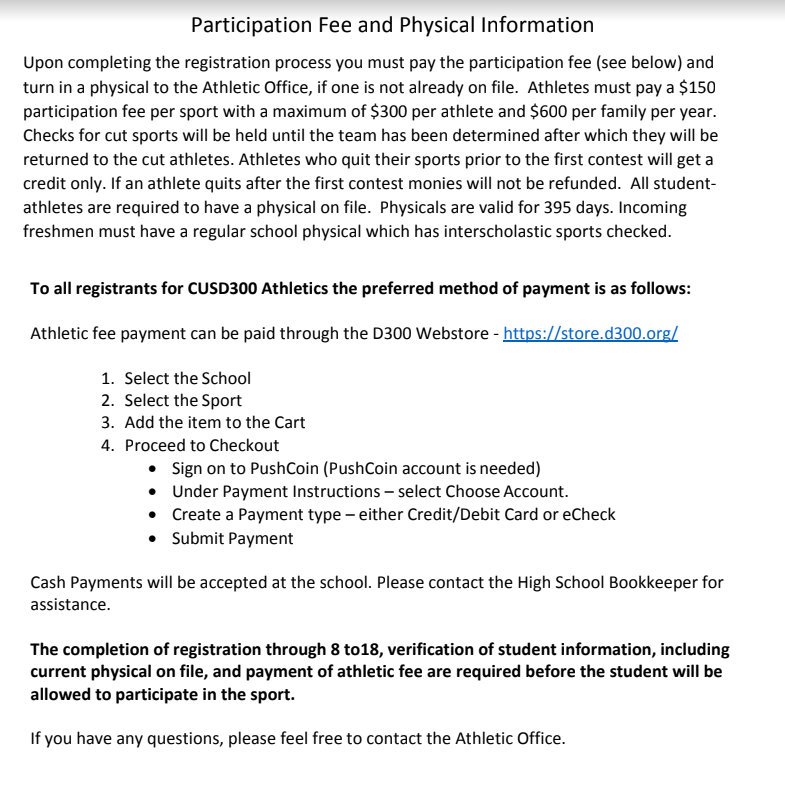 Participation Fee and Physical Information
Upon completing the registration process you must pay the participation fee (see below) and
turn in a physical to the Athletic Office, if one is not already on file.  Athletes must pay a $150
participation fee per sport with a maximum of $300 per athlete and $600 per family per year.
Checks for cut sports will be held until the team has been determined after which they will be
returned to the cut athletes. Athletes who quit their sports prior to the first contest will get a
credit only. If an athlete quits after the first contest monies will not be refunded.  All student-
athletes are required to have a physical on file.  Physicals are valid for 395 days. Incoming
freshmen must have a regular school physical which has interscholastic sports checked.
To all registrants for CUSD300 Athletics the preferred method of payment is as follows:
Athletic fee payment can be paid through the D300 Webstore - https://store.d300.org/
1. Select the School
2. Select the Sport
3. Add the item to the Cart
4. Proceed to Checkout
• Sign on to PushCoin (PushCoin account is needed)
• Under Payment Instructions – select Choose Account.
• Create a Payment type – either Credit/Debit Card or eCheck
• Submit Payment
Cash Payments will be accepted at the school. Please contact the High School Bookkeeper for
assistance.
The completion of registration through 8 to18, verification of student information, including
current physical on file, and payment of athletic fee are required before the student will be
allowed to participate in the sport.
If you have any questions, please feel free to contact the Athletic Office.